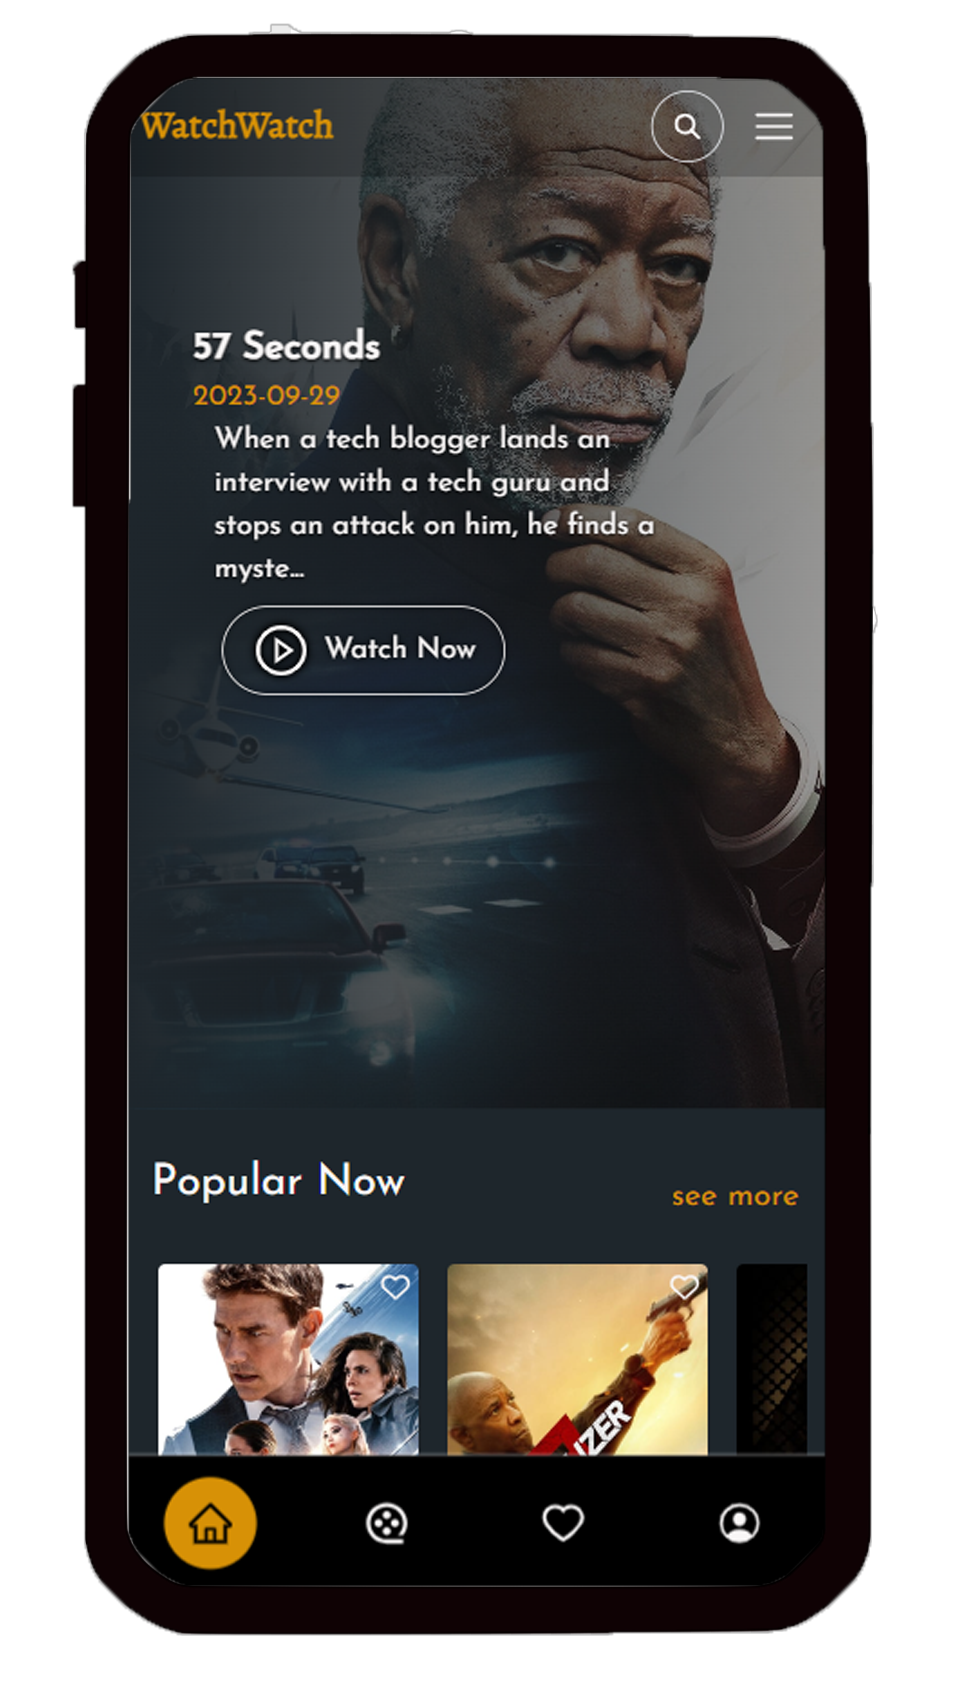 WatchWatch
57 Seconds
2023-09-29
When a tech blogger lands an
interview with a tech guru and
stops an attack on him, he finds a
myste...
Watch Now
Popular Now
see more
IZER